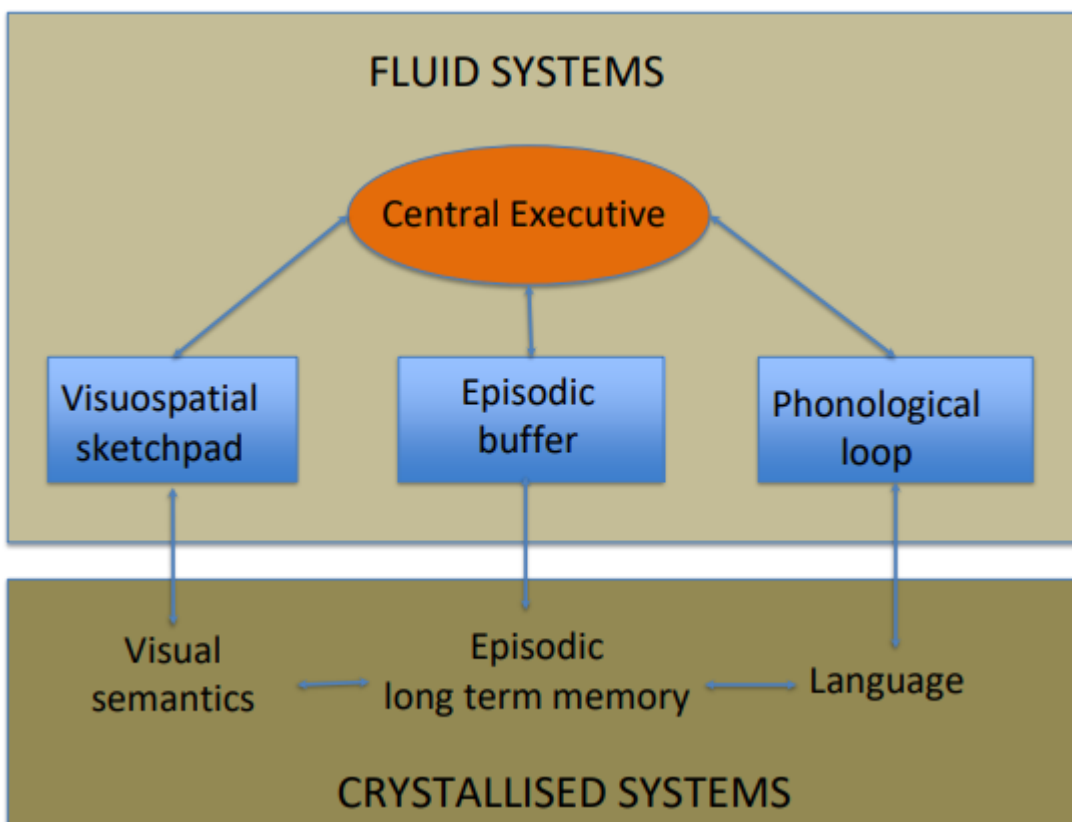 FLUID SYSTEMS
Central Executive
Visuospatial
sketchpad
Episodic
buffer
Phonological
loop
Visual
semantics
Episodic
long term memory
Language
CRYSTALLISED SYSTEMS